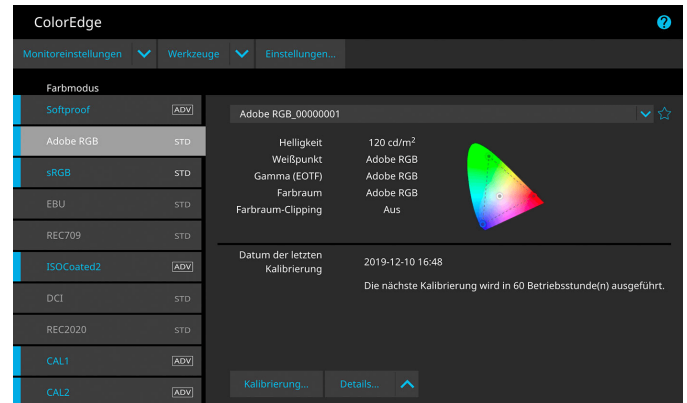 ColorEdge
?
Monitoreinstellungen
Werkzeuge
Einstellungen...
Farbmodus
Softproof ADV
Adobe RGB STD
sRGB STD
EBU STD
REC709 STD
ISOCoated2 ADV
DCI STD
REC2020 STD
CAL1 ADV
CAL2 ADV
Adobe RGB_00000001
Helligkeit 120 cd/m²
Weißpunkt Adobe RGB
Gamma (EOTF) Adobe RGB
Farbraum Adobe RGB
Farbraum-Clipping Aus
Datum der letzten
Kalibrierung
2019-12-10 16:48
Die nächste Kalibrierung wird in 60 Betriebsstunde(n) ausgeführt.
Kalibrierung...
Details...